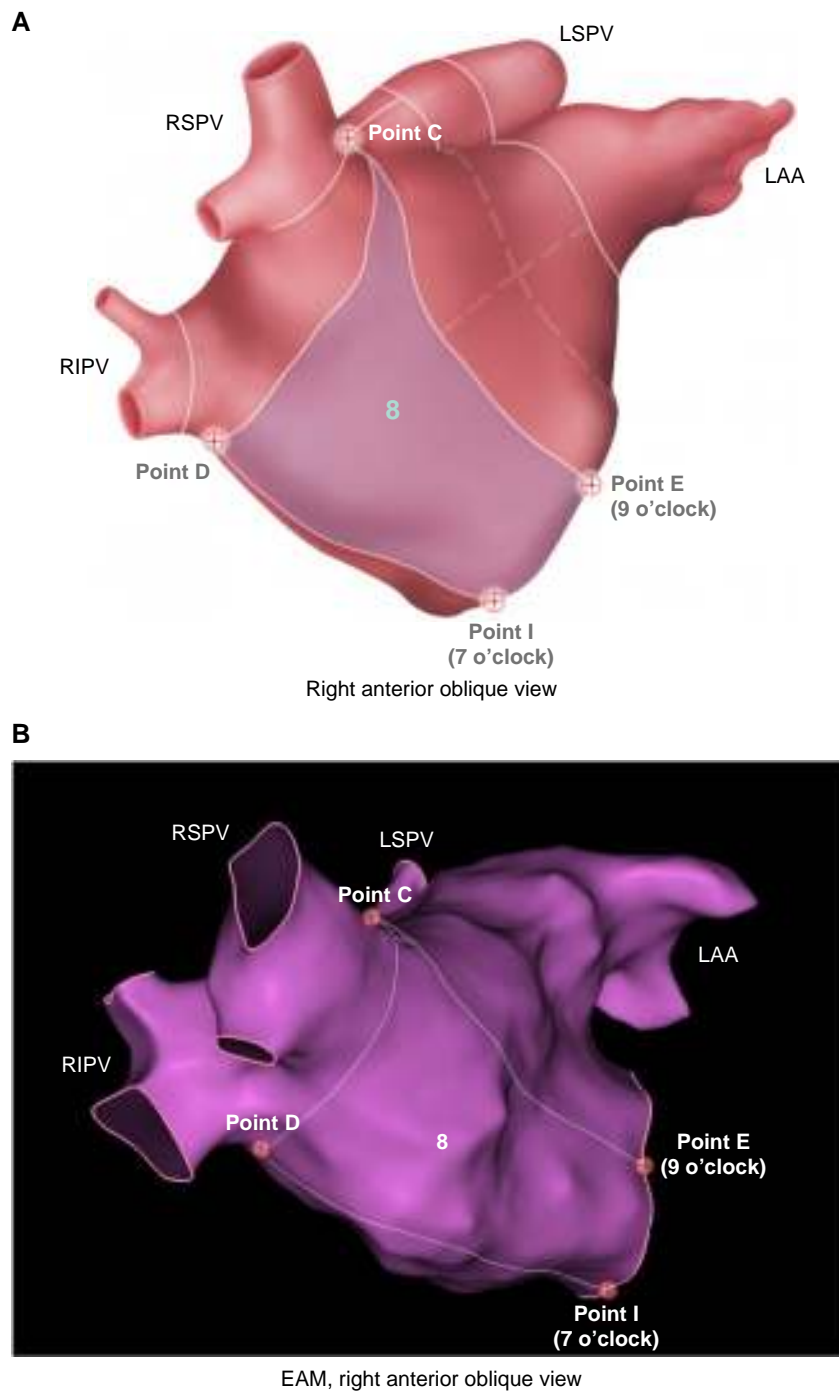 A
LSPV
RSPV
Point C
LAA
RIPV
8
Point D
Point E
(9 o’clock)
Point I
(7 o’clock)
Right anterior oblique view
B
RSPV
LSPV
Point C
LAA
RIPV
Point D
8
Point E
(9 o’clock)
Point I
(7 o’clock)
EAM, right anterior oblique view